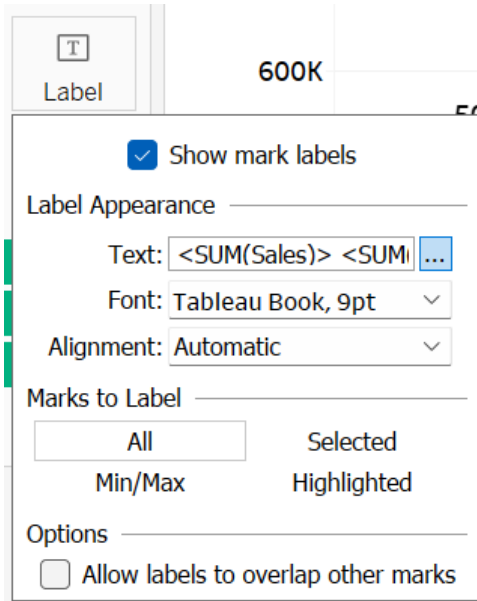 T
Label
600K
Show mark labels
Label Appearance
Text: <SUM(Sales)> <SUM(
...
Font: Tableau Book, 9pt
Alignment: Automatic
Marks to Label
All Selected
Min/Max Highlighted
Options
Allow labels to overlap other marks